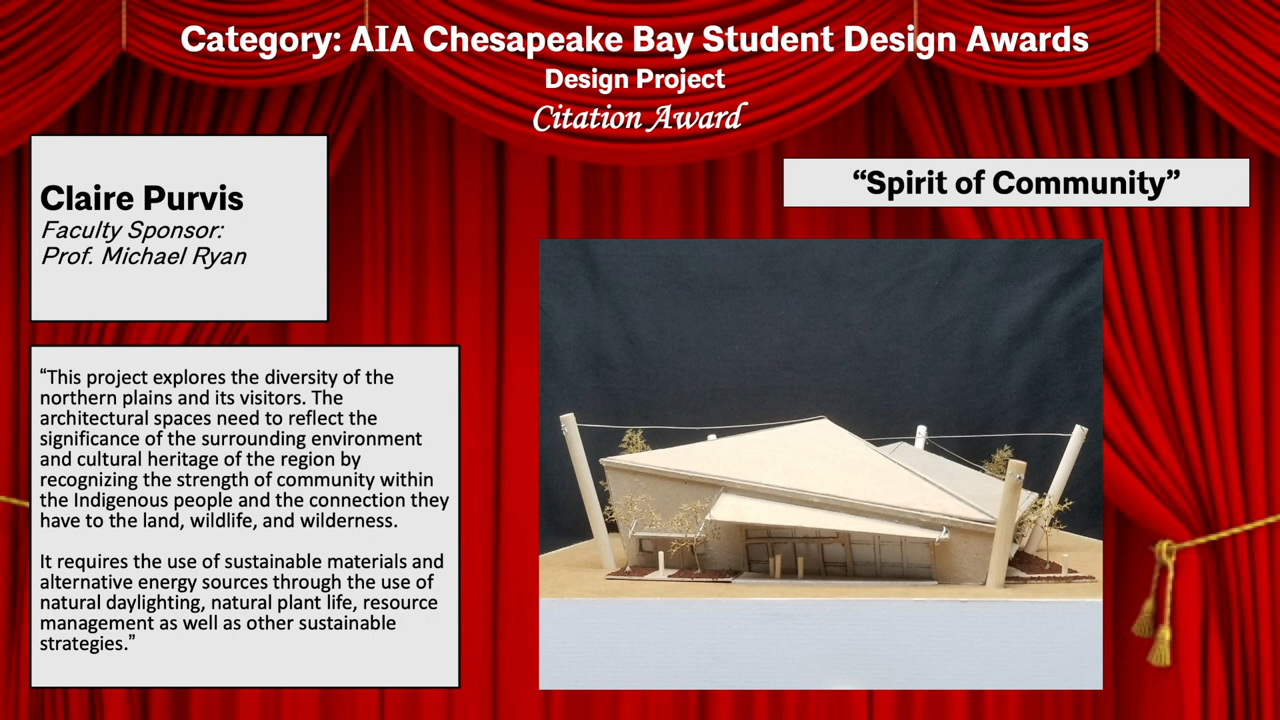 Category: AIA Chesapeake Bay Student Design Awards
Design Project
Citation Award
Claire Purvis
Faculty Sponsor:
Prof. Michael Ryan
“Spirit of Community”
“This project explores the diversity of the
northern plains and its visitors. The
architectural spaces need to reflect the
significance of the surrounding environment
and cultural heritage of the region by
recognizing the strength of community within
the Indigenous people and the connection they
have to the land, wildlife, and wilderness.
It requires the use of sustainable materials and
alternative energy sources through the use of
natural daylighting, natural plant life, resource
management as well as other sustainable
strategies.”